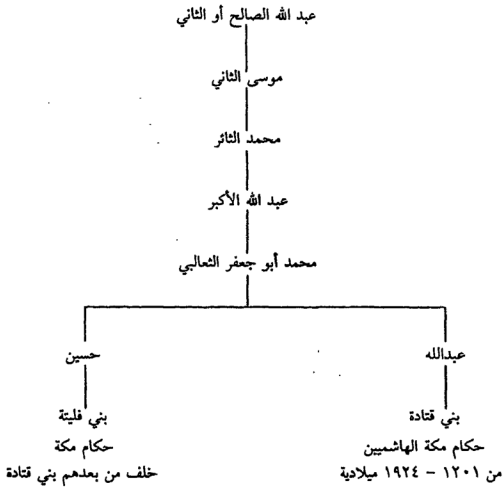 عبد الله الصالح أو الثاني
موسى الثاني
محمد الثائر
عبد الله الأكبر
محمد أبو جعفر الثعالبي
عبدالله
حسين
بني قتادة
حكام مكة الهاشميين
من ١٢٠١ - ١٩٢٤ ميلادية
بني فليتة
حكام مكة
خلف من بعدهم بني قتادة